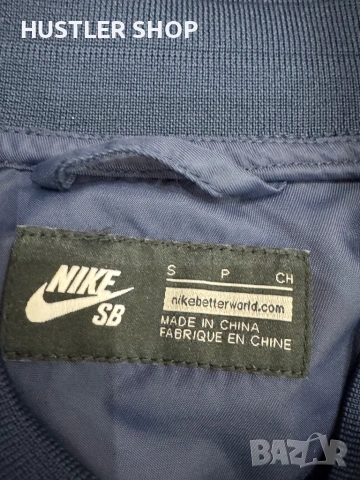 HUSTLER SHOP
NIKE
SB
S P CH
nikebetterworld.com
MADE IN CHINA
FABRIQUE EN CHINE
BAZAR